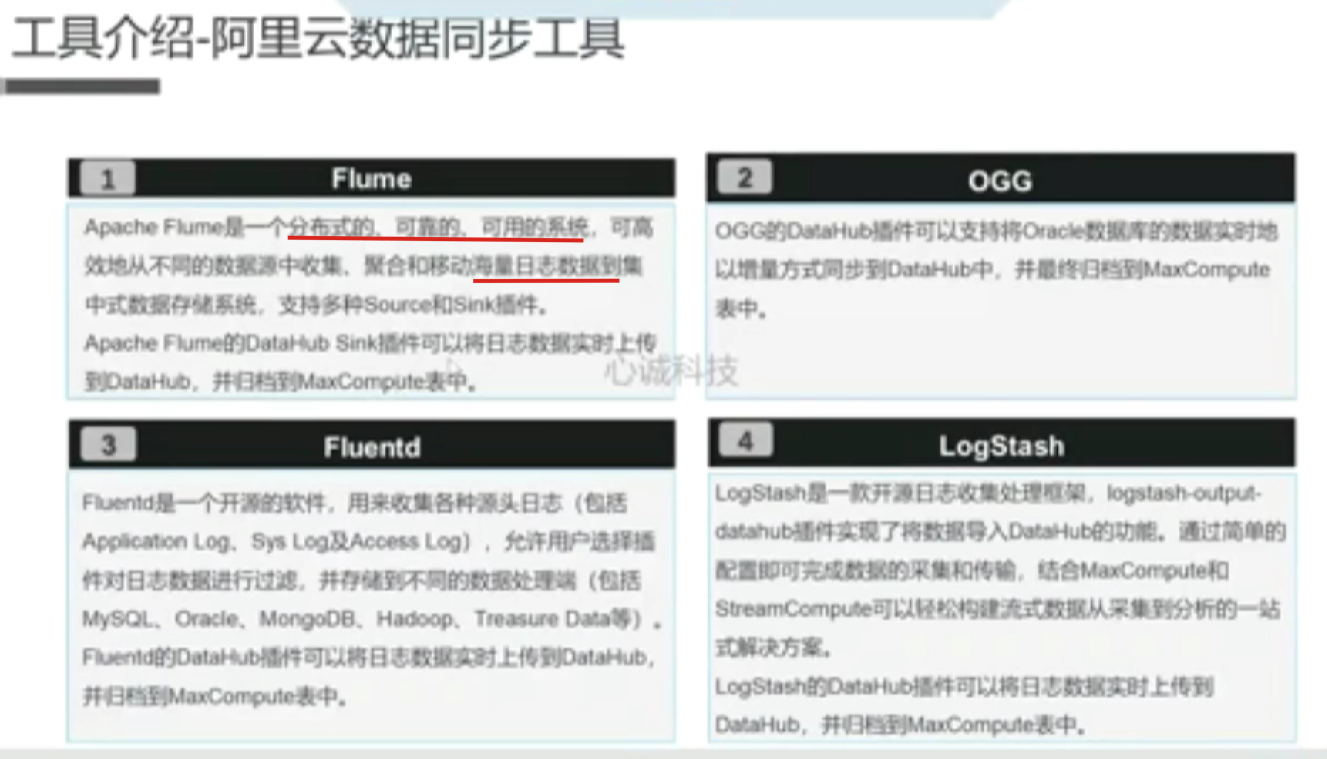 工具介绍-阿里云数据同步工具
1
Flume
Apache Flume是一个分布式的、可靠的、可用的系统，可高
效地从不同的数据源中收集、聚合和移动海量日志数据到集
中式数据存储系统，支持多种Source和Sink插件。
Apache Flume的DataHub Sink插件可以将日志数据实时上传
到DataHub，并归档到MaxCompute表中。
2
OGG
OGG的DataHub插件可以支持将Oracle数据库的数据实时地
以增量方式同步到DataHub中，并最终归档到MaxCompute
表中。
心诚科技
3
Fluentd
Fluentd是一个开源的软件，用来收集各种源头日志（包括
Application Log、Sys Log及Access Log），允许用户选择插
件对日志数据进行过滤，并存储到不同的数据处理端（包括
MySQL、Oracle、MongoDB、Hadoop、Treasure Data等）。
Fluentd的DataHub插件可以将日志数据实时上传到DataHub，
并归档到MaxCompute表中。
4
LogStash
LogStash是一款开源日志收集处理框架，logstash-output-
datahub插件实现了将数据导入DataHub的功能。通过简单的
配置即可完成数据的采集和传输，结合MaxCompute和
StreamCompute可以轻松构建流式数据从采集到分析的一站
式解决方案。
LogStash的DataHub插件可以将日志数据实时上传到
DataHub，并归档到MaxCompute表中。